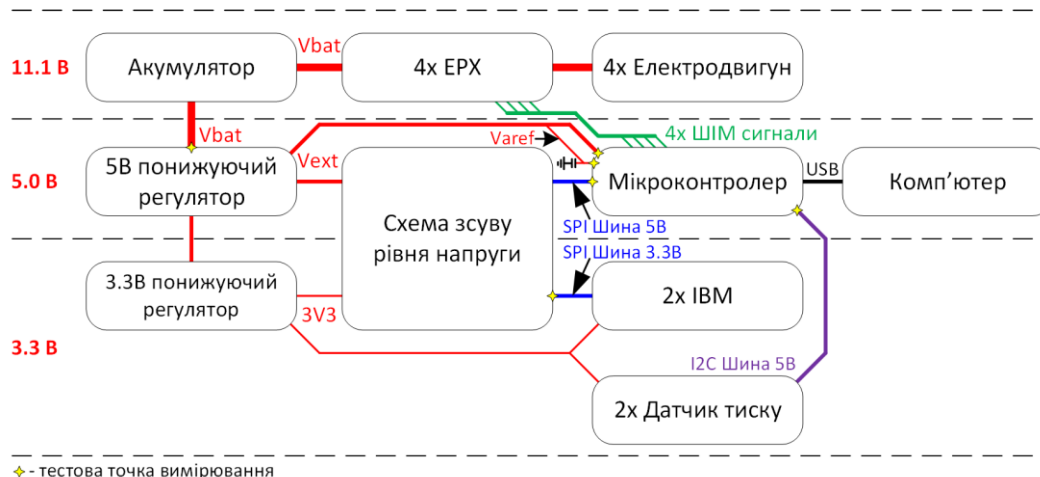 Vbat
11.1 В
Акумулятор
4x ЕРХ
4x Електродвигун
Vbat
Varef
4x ШІМ сигнали
5.0 В
5В понижуючий
регулятор
Vext
Схема зсуву
рівня напруги
Мікроконтролер
USB
Комп’ютер
SPI Шина 5В
SPI Шина 3.3В
3.3В понижуючий
регулятор
3V3
2x ІВМ
3.3 В
I2C Шина 5В
2x Датчик тиску
- тестова точка вимірювання